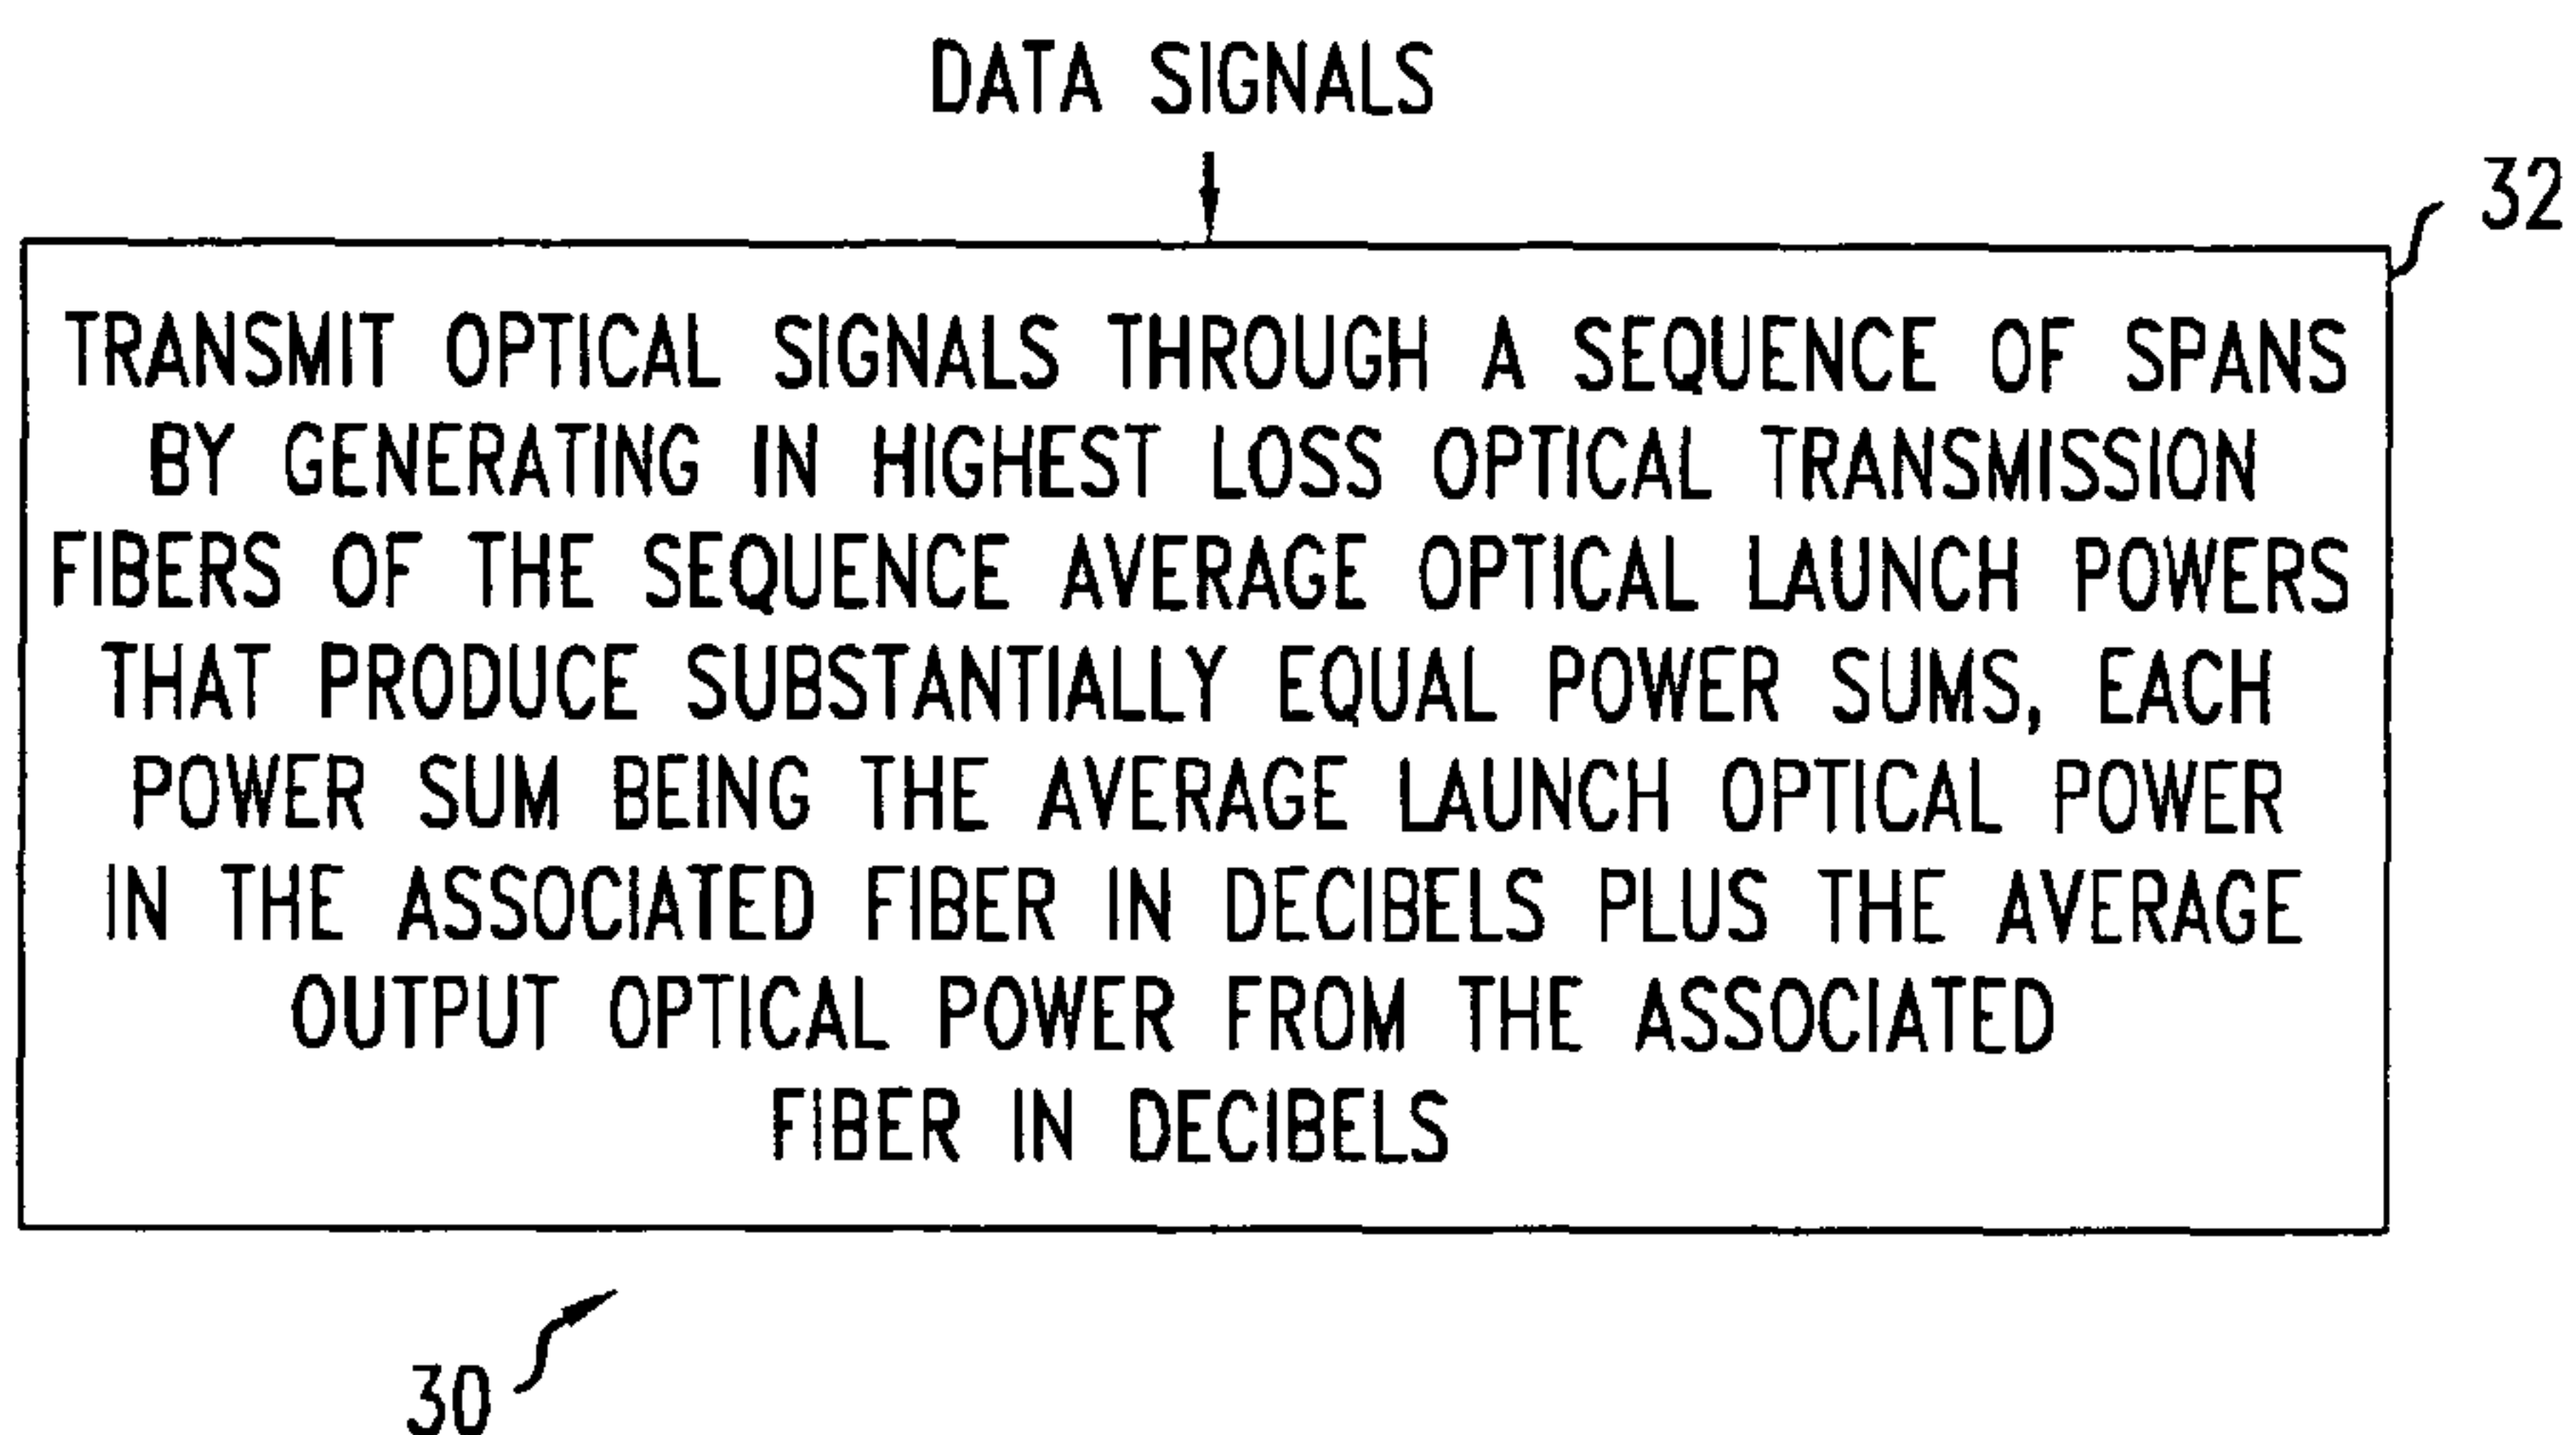 DATA SIGNALS
32
TRANSMIT OPTICAL SIGNALS THROUGH A SEQUENCE OF SPANS
BY GENERATING IN HIGHEST LOSS OPTICAL TRANSMISSION
FIBERS OF THE SEQUENCE AVERAGE OPTICAL LAUNCH POWERS
THAT PRODUCE SUBSTANTIALLY EQUAL POWER SUMS, EACH
POWER SUM BEING THE AVERAGE LAUNCH OPTICAL POWER
IN THE ASSOCIATED FIBER IN DECIBELS PLUS THE AVERAGE
OUTPUT OPTICAL POWER FROM THE ASSOCIATED
FIBER IN DECIBELS
30